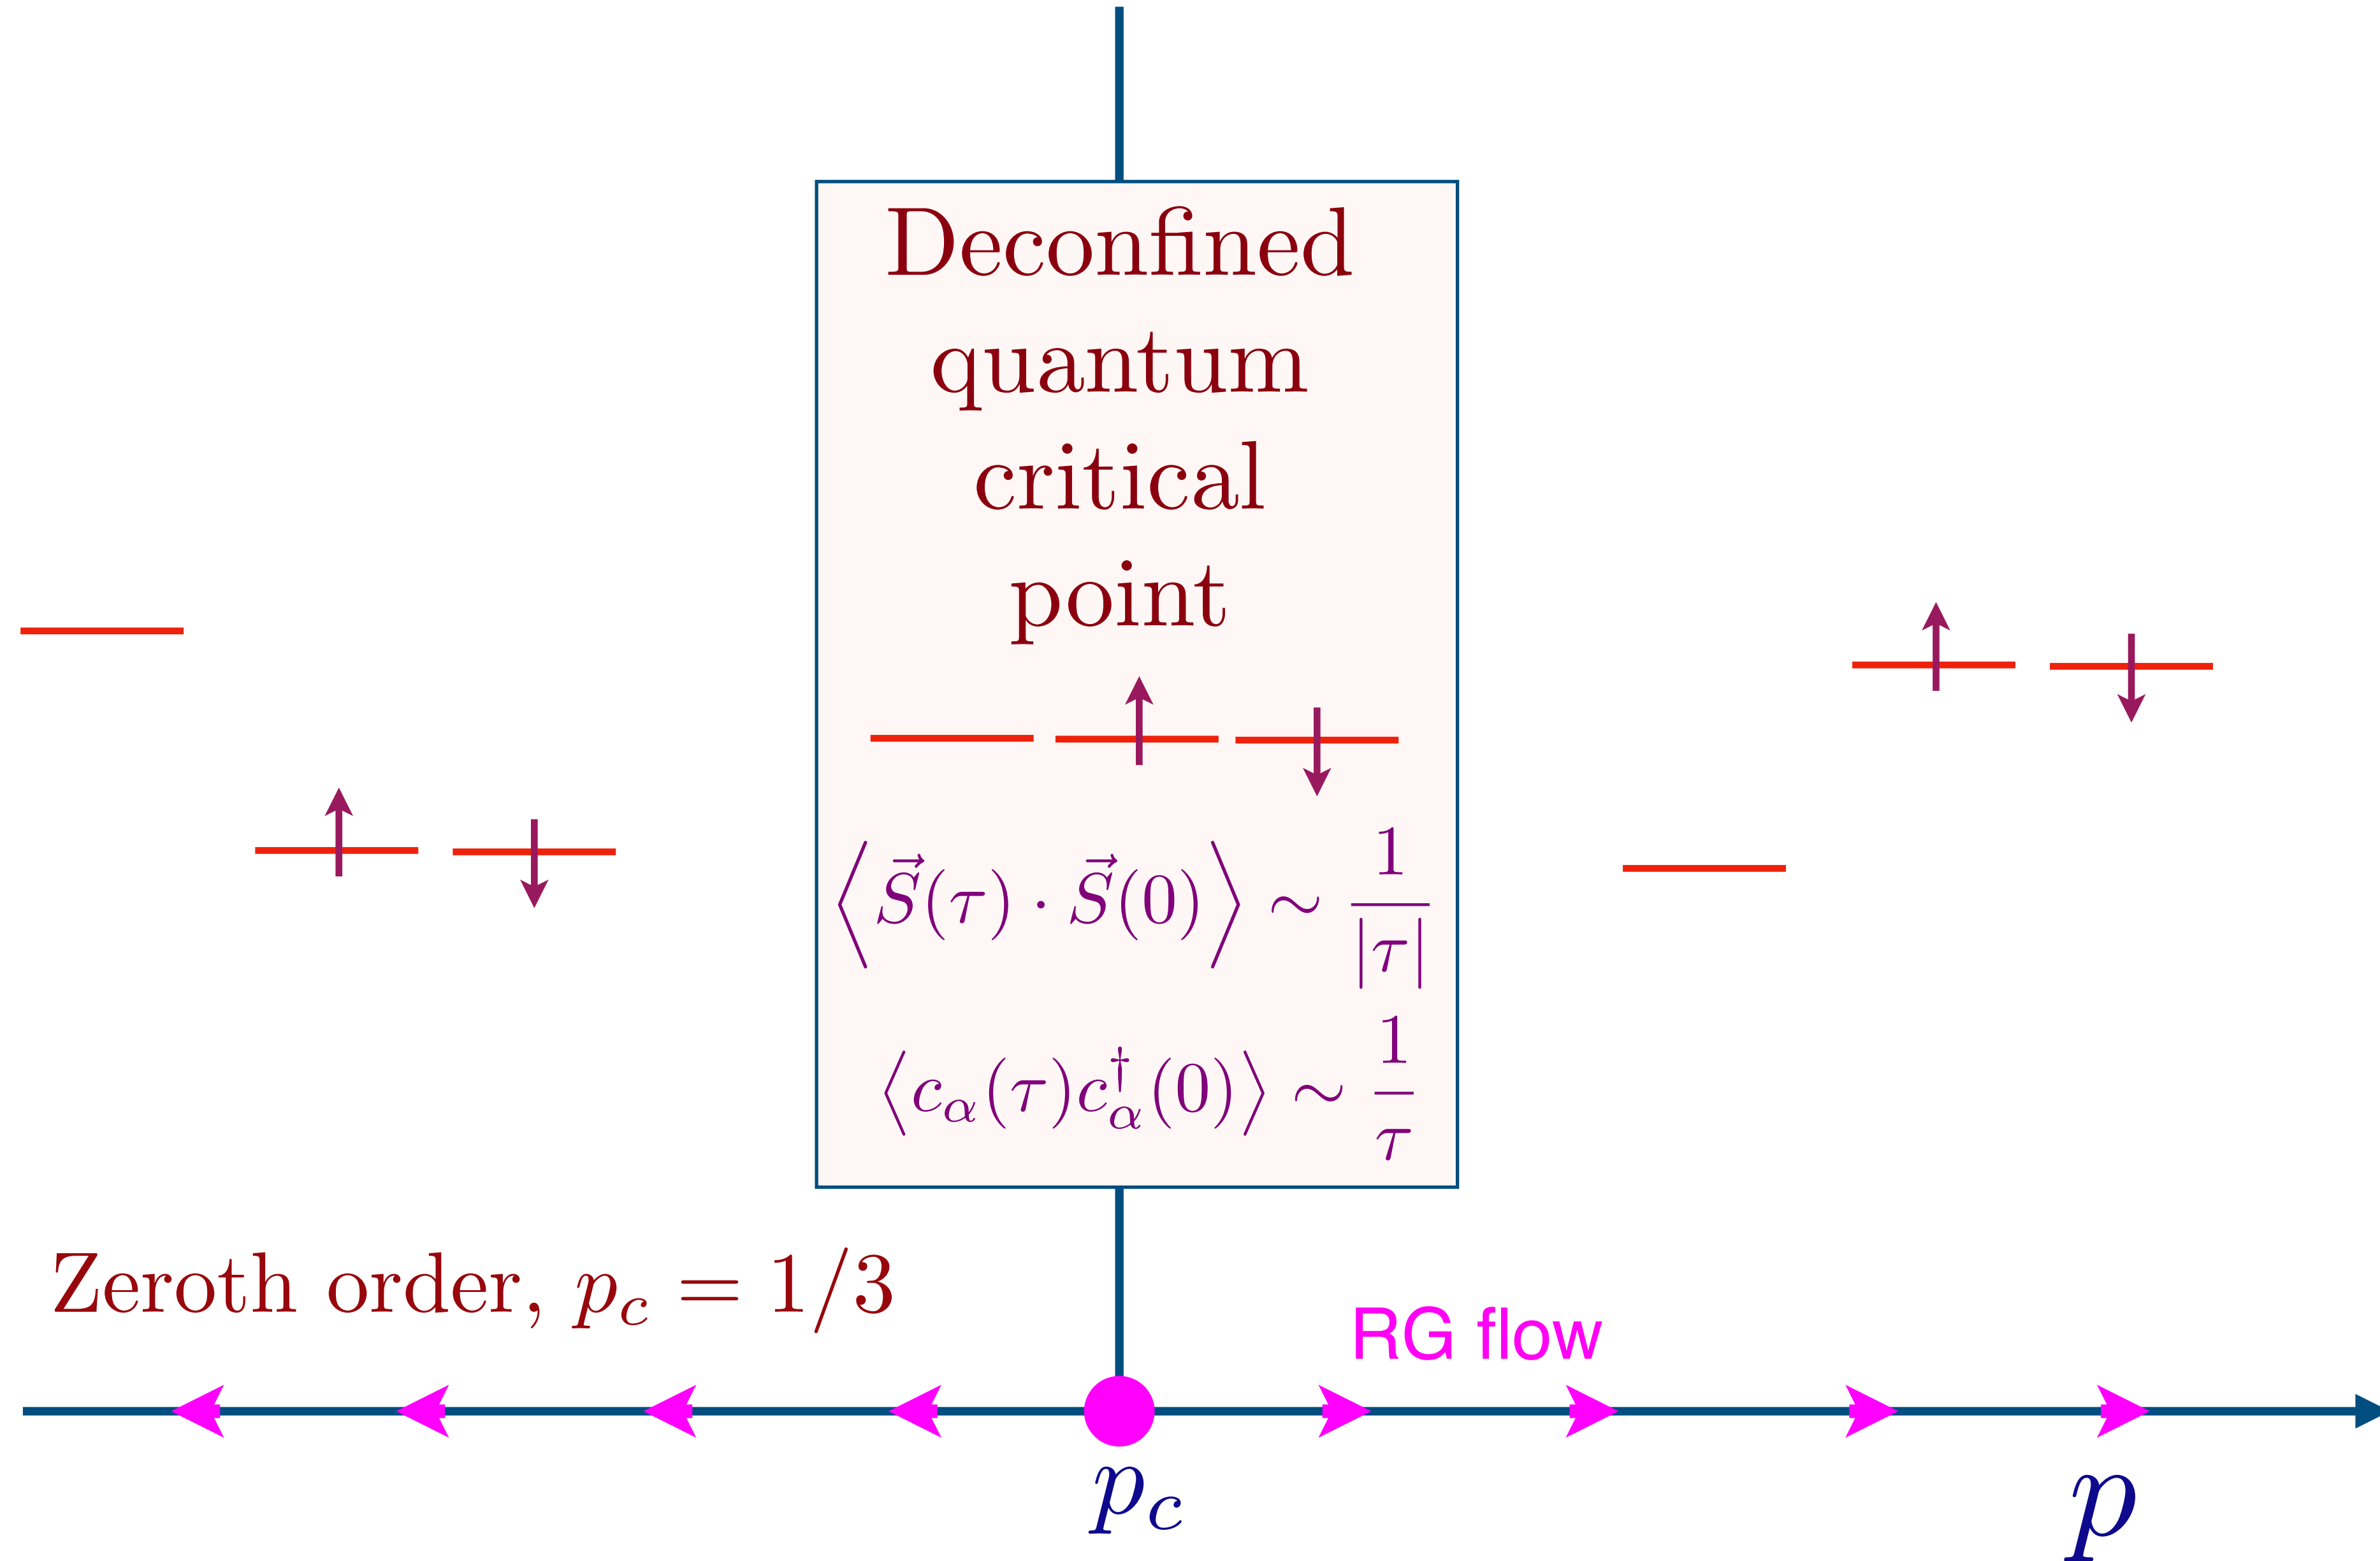 Deconfined
quantum
critical
point
⟨S⃗(τ) · S⃗(0)⟩ ∼ 1/|τ|
⟨c_α(τ)c_α^†(0)⟩ ∼ 1/τ
Zeroth order, p_c = 1/3
RG flow
p_c
p